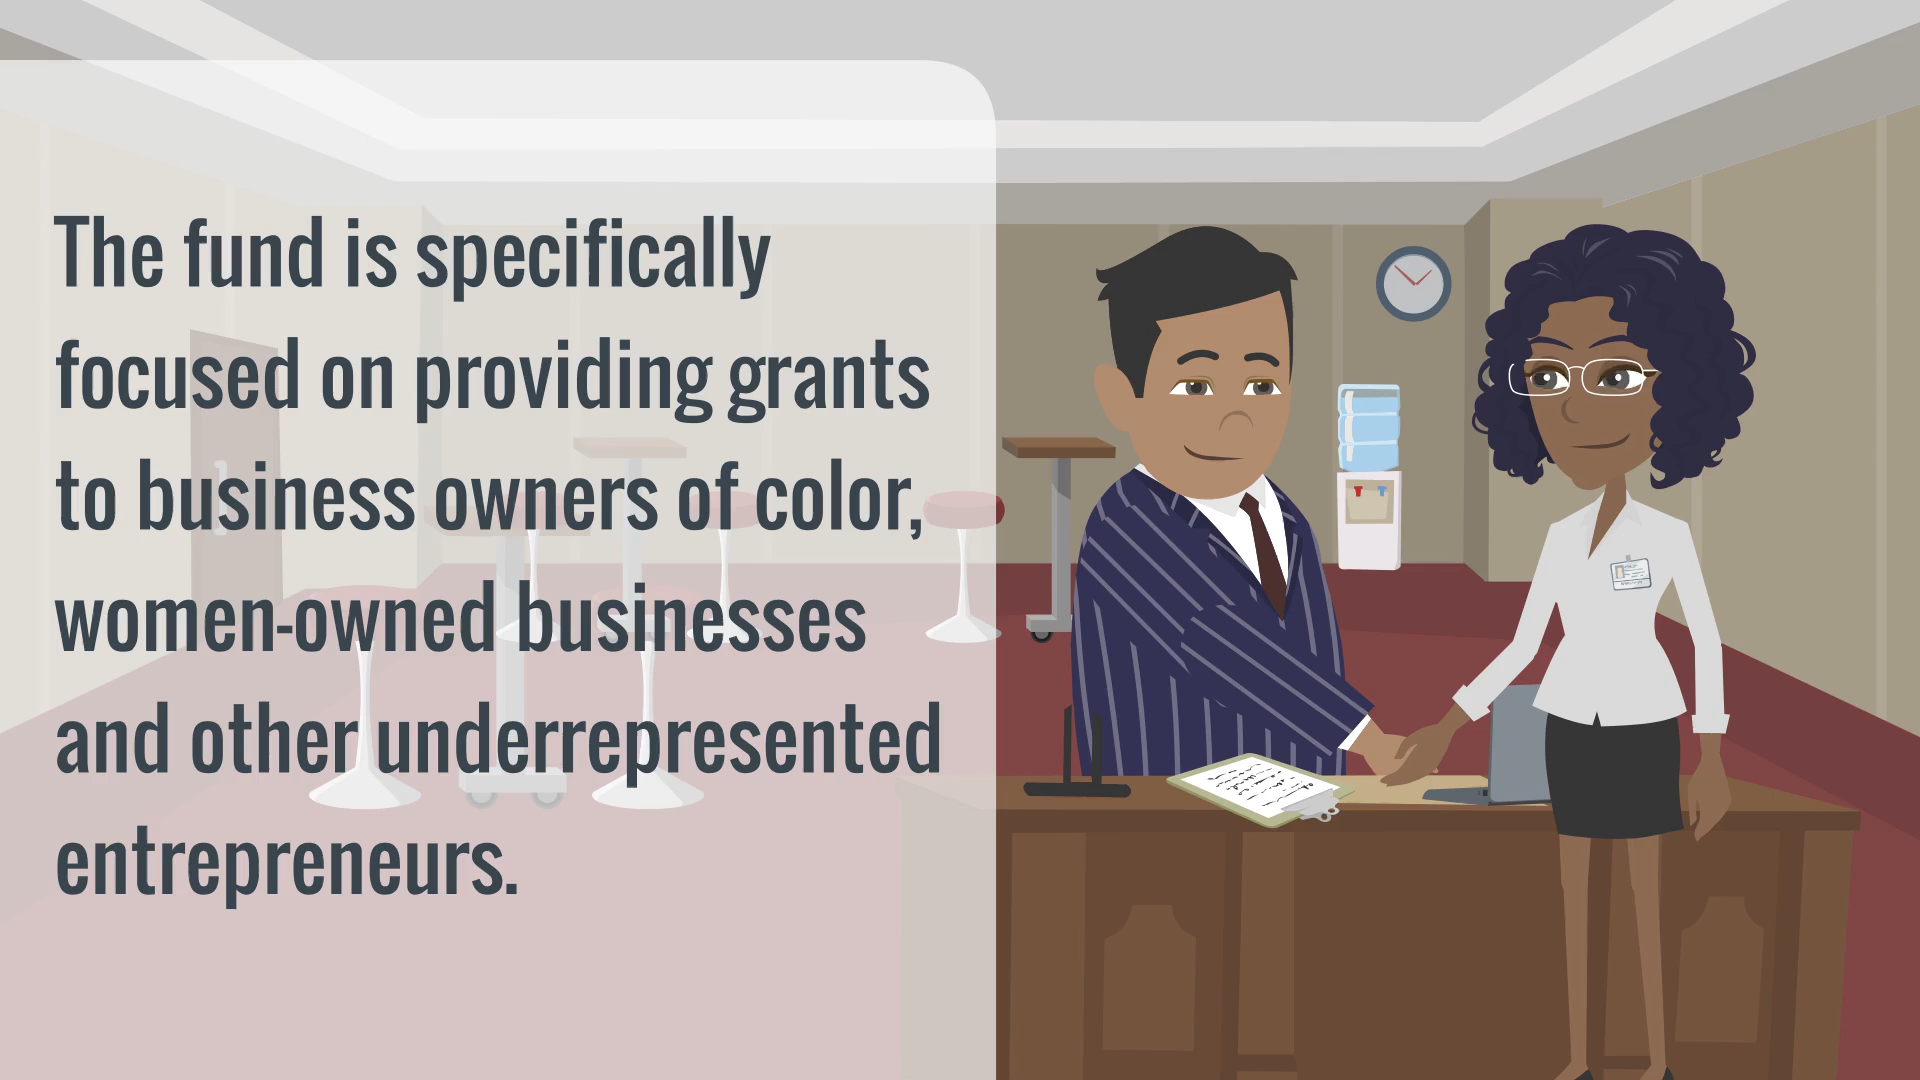 The fund is specifically
focused on providing grants
to business owners of color,
women-owned businesses
and other underrepresented
entrepreneurs.